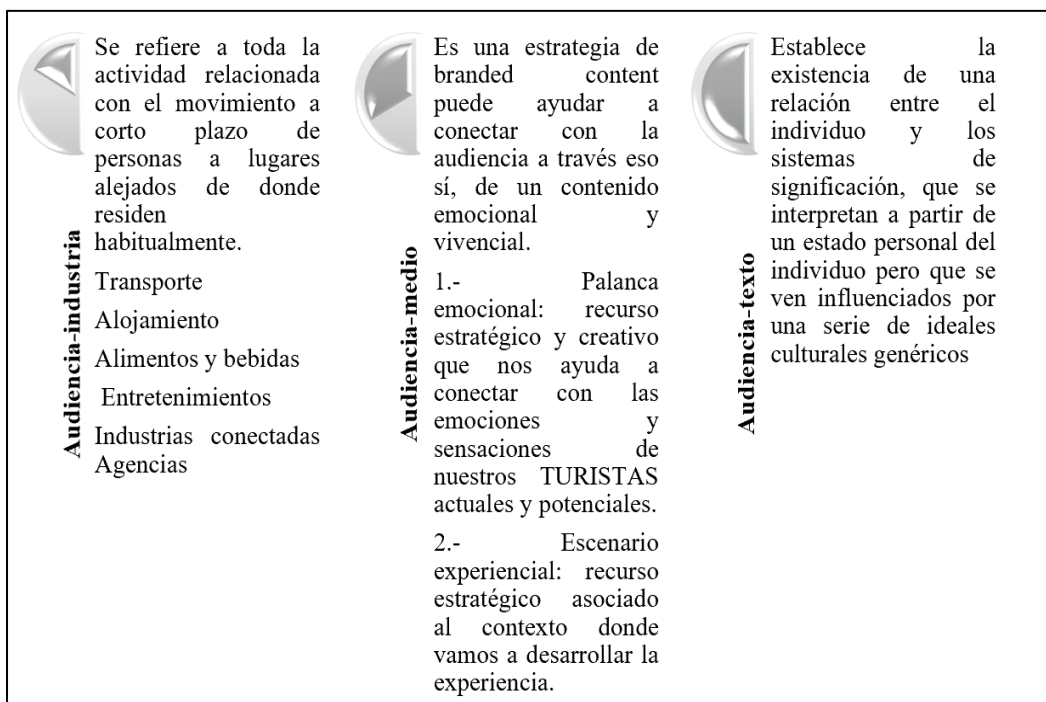 Audiencia-industria
Se refiere a toda la
actividad relacionada
con el movimiento a
corto plazo de
personas a lugares
alejados de donde
residen
habitualmente.
Transporte
Alojamiento
Alimentos y bebidas
Entretenimientos
Industrias conectadas
Agencias
Audiencia-medio
Es una estrategia de
branded content
puede ayudar a
conectar con la
audiencia a través eso
sí, de un contenido
emocional y
vivencial.
1.- Palanca
emocional: recurso
estratégico y creativo
que nos ayuda a
conectar con las
emociones y
sensaciones de
nuestros TURISTAS
actuales y potenciales.
2.- Escenario
experiencial: recurso
estratégico asociado
al contexto donde
vamos a desarrollar la
experiencia.
Audiencia-texto
Establece la
existencia de una
relación entre el
individuo y los
sistemas de
significación, que se
interpretan a partir de
un estado personal del
individuo pero que se
ven influenciados por
una serie de ideales
culturales genéricos